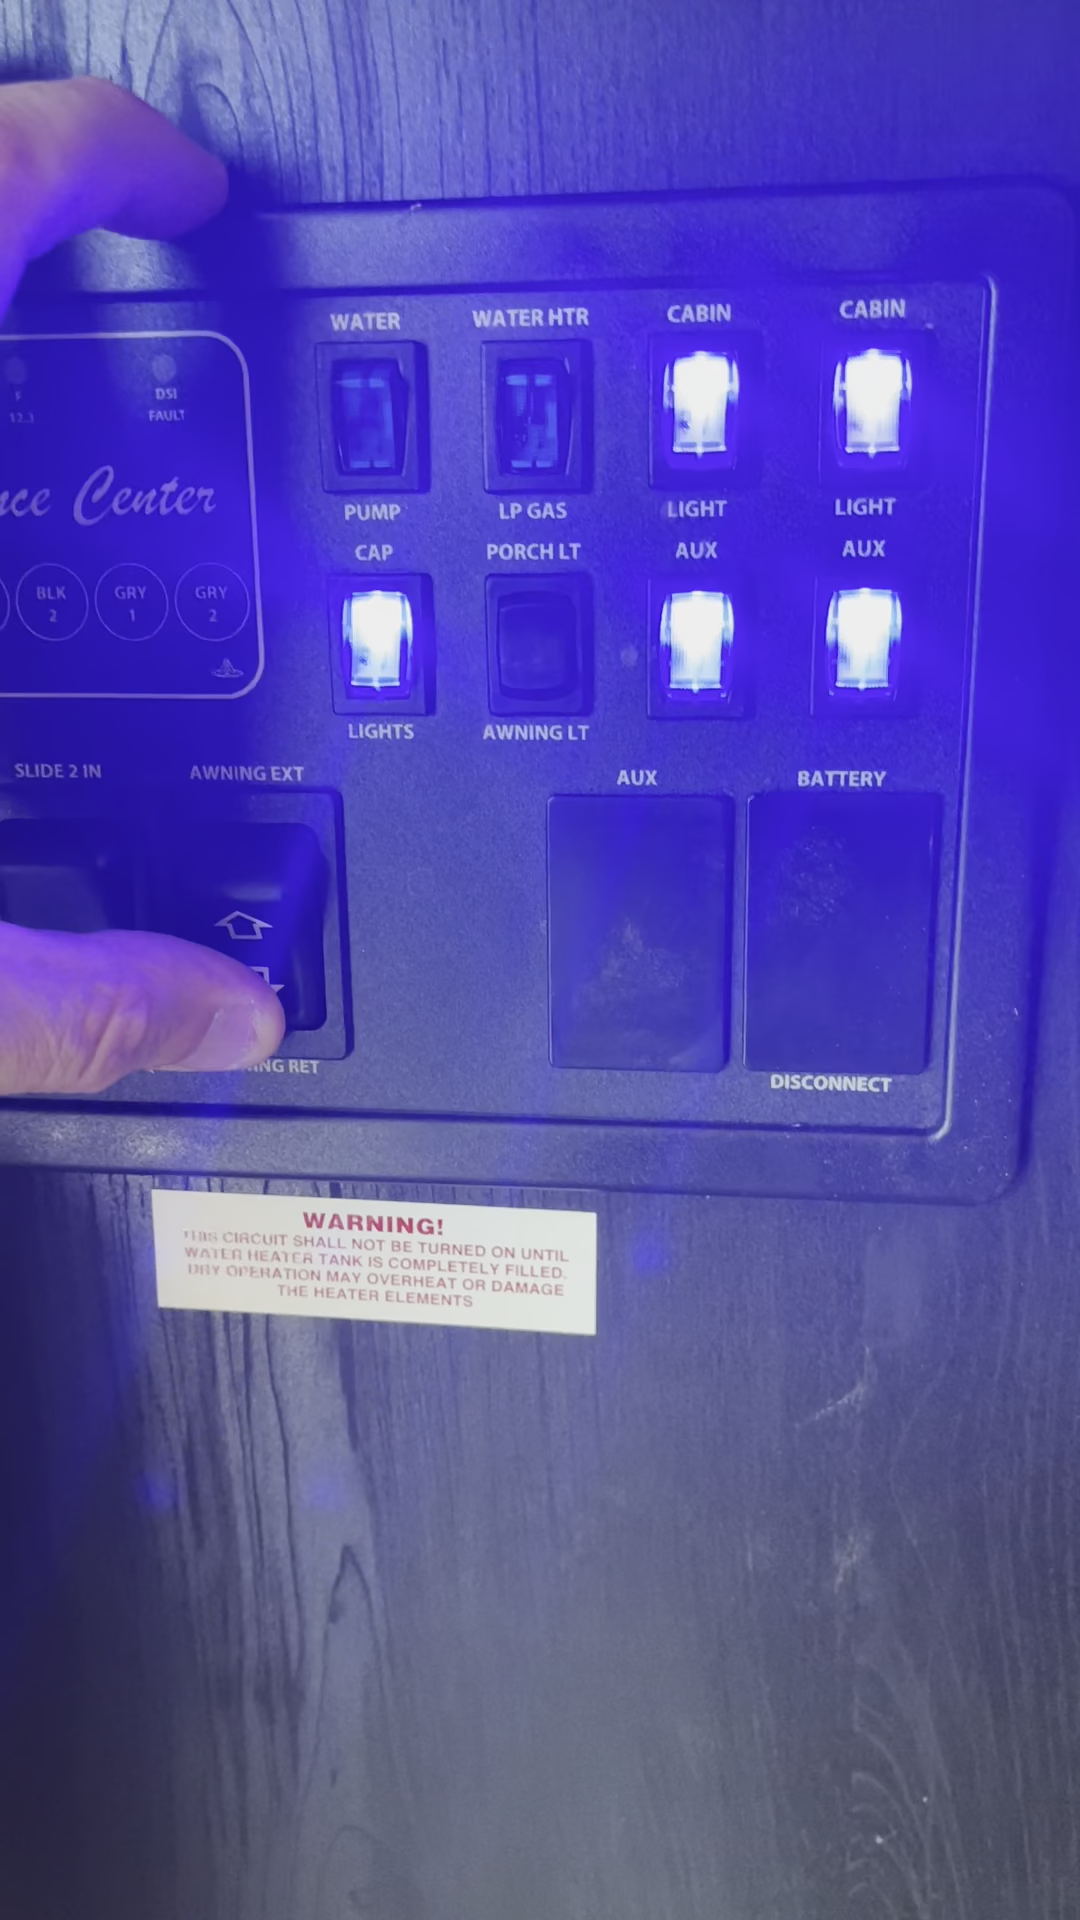 WATER
WATER HTR
CABIN
CABIN
DSI
FAULT
Center
PUMP
LP GAS
LIGHT
LIGHT
CAP
PORCH LT
AUX
AUX
BLK
2
GRY
1
GRY
2
LIGHTS
AWNING LT
SLIDE 2 IN
AWNING EXT
AUX
BATTERY
RET
DISCONNECT
WARNING!
THIS CIRCUIT SHALL NOT BE TURNED ON UNTIL
WATER HEATER TANK IS COMPLETELY FILLED.
DRY OPERATION MAY OVERHEAT OR DAMAGE
THE HEATER ELEMENTS